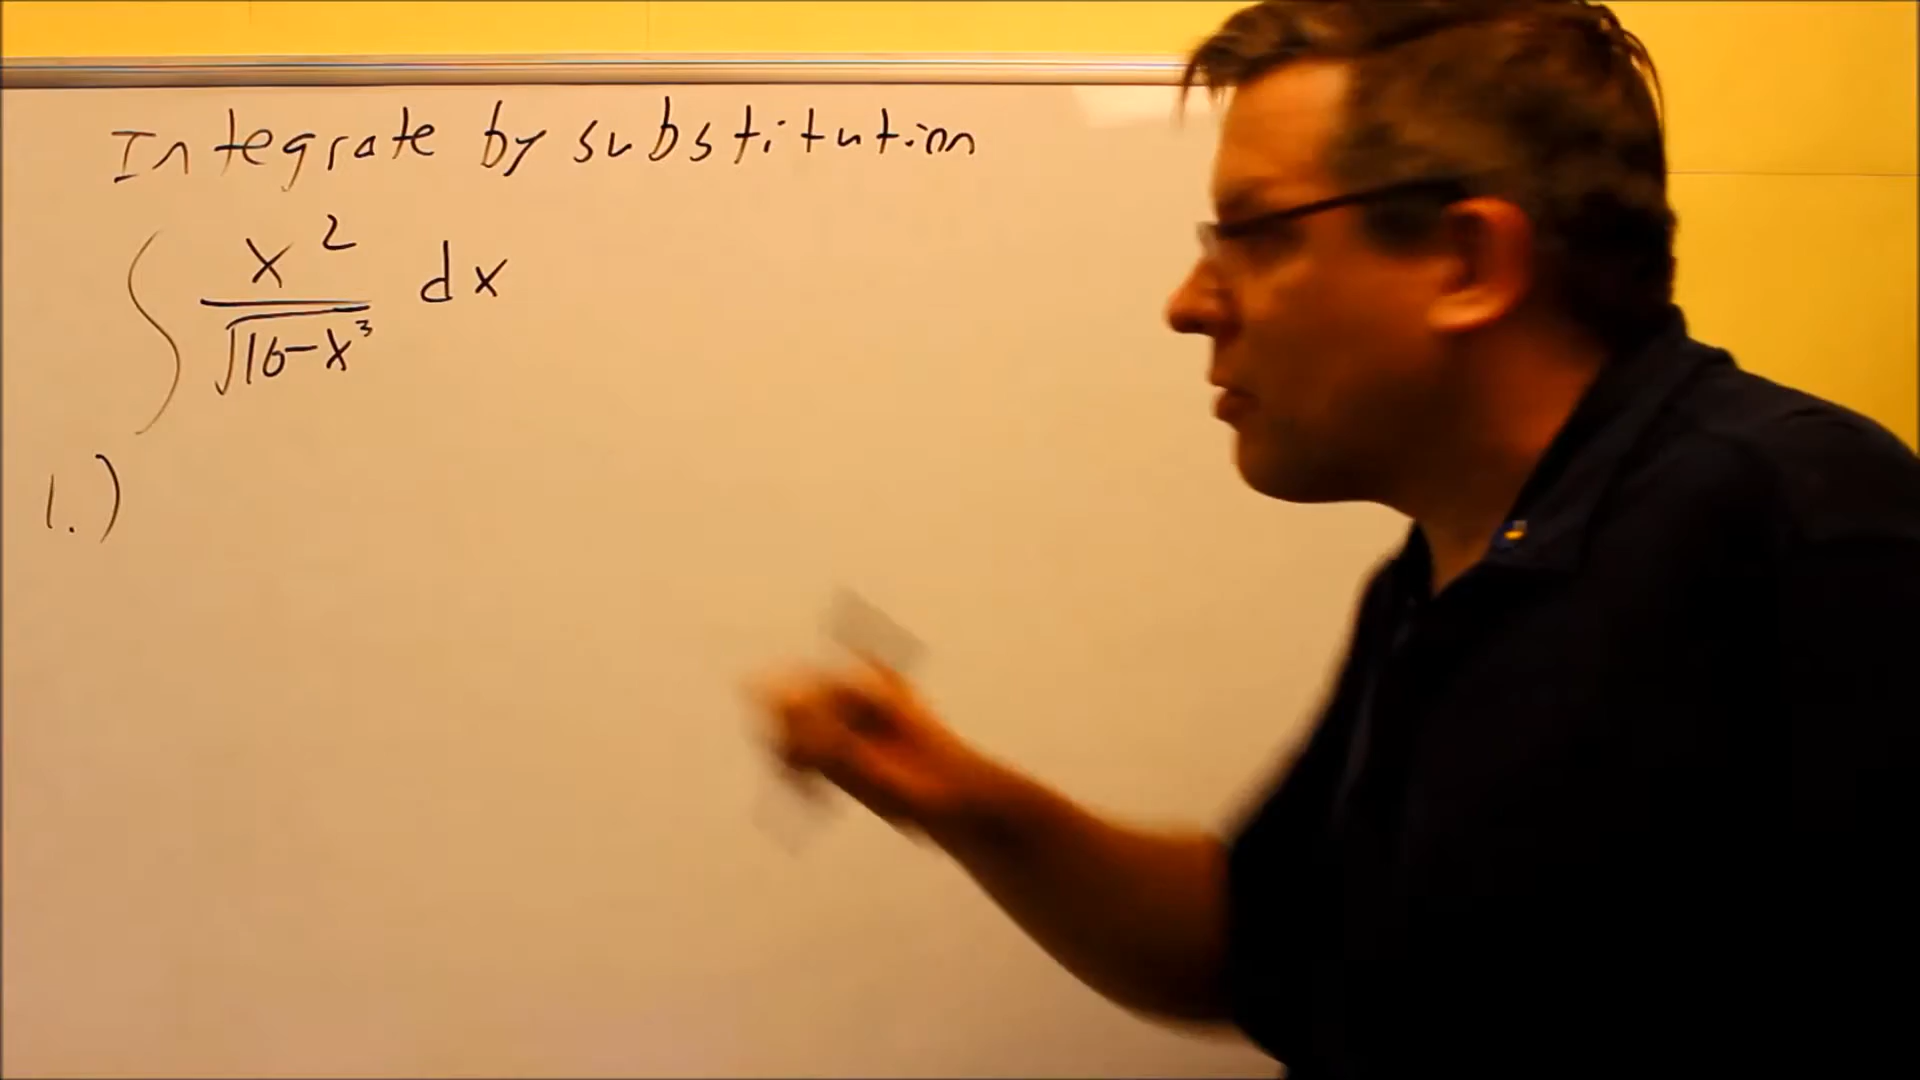 Integrate by substitution
∫ x² / √16-x³ dx
1.)